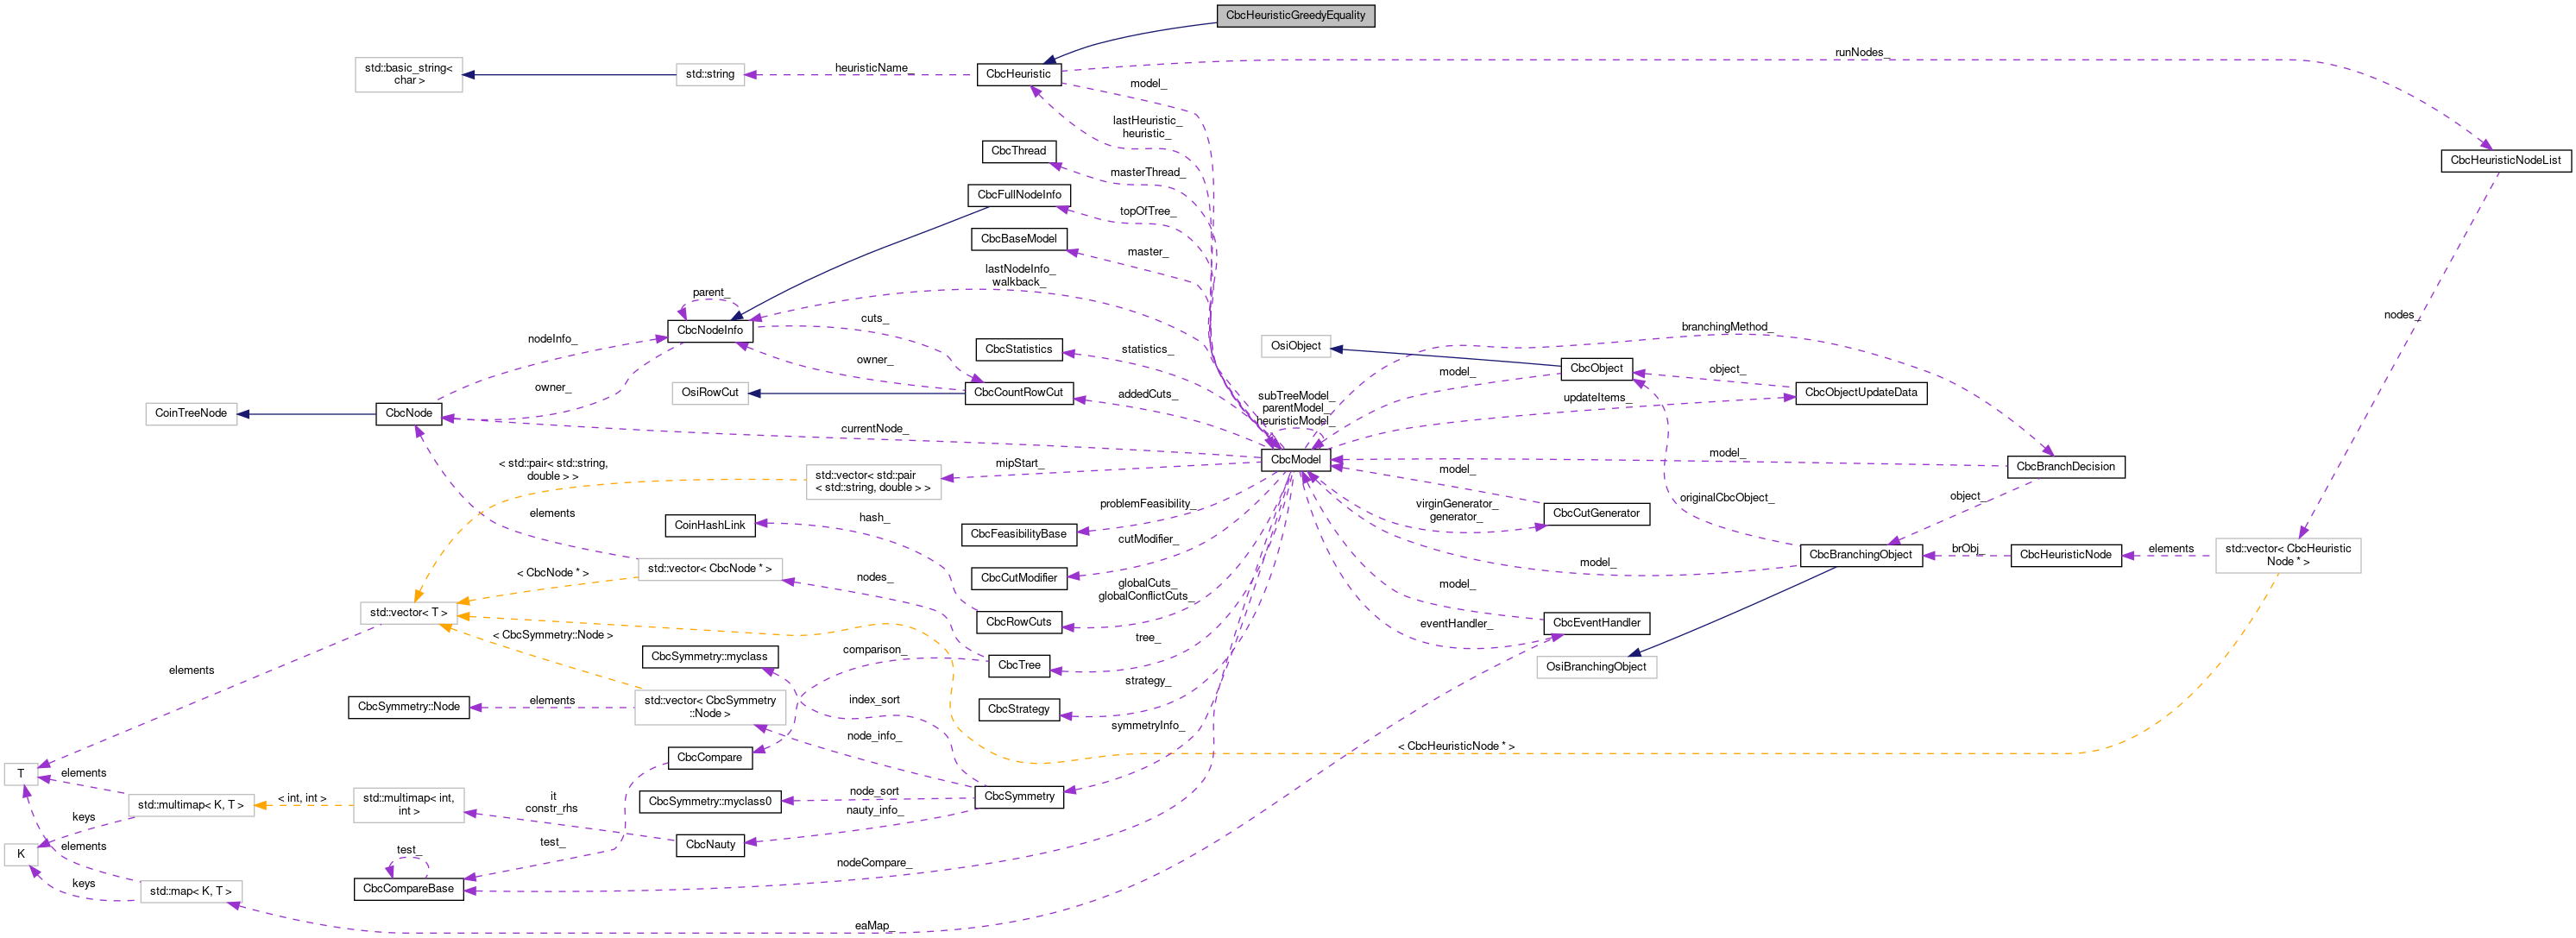 CbcHeuristicGreedyEquality
runNodes_
std::basic_string<
char >
std::string
heuristicName_
CbcHeuristic
model_
lastHeuristic_
heuristic_
CbcThread
masterThread_
CbcHeuristicNodeList
CbcFullNodeInfo
topOfTree_
CbcBaseModel
master_
lastNodeInfo_
walkback_
parent_
CbcNodeInfo
cuts_
nodeInfo_
owner_
owner_
CbcStatistics
statistics_
OsiRowCut
CbcCountRowCut
addedCuts_
CoinTreeNode
CbcNode
currentNode_
subTreeModel_
parentModel_
heuristicModel_
OsiObject
model_
CbcObject
branchingMethod_
object_
updateItems_
CbcObjectUpdateData
nodes_
< std::pair< std::string,
double > >
std::vector< std::pair
< std::string, double > >
mipStart_
CbcModel
model_
model_
CbcBranchDecision
elements
CoinHashLink
hash_
problemFeasibility_
CbcFeasibilityBase
virginGenerator_
generator_
CbcCutGenerator
originalCbcObject_
object_
cutModifier_
CbcCutModifier
std::vector< CbcNode * >
< CbcNode * >
nodes_
model_
model_
CbcBranchingObject
brObj_
CbcHeuristicNode
elements
std::vector< CbcHeuristic
Node * >
globalCuts_
globalConflictCuts_
std::vector< T >
CbcRowCuts
eventHandler_
CbcEventHandler
< CbcSymmetry::Node >
CbcSymmetry::myclass
comparison_
CbcTree
tree_
OsiBranchingObject
elements
strategy_
CbcStrategy
CbcSymmetry::Node
elements
std::vector< CbcSymmetry
::Node >
index_sort
symmetryInfo_
node_info_
CbcCompare
< CbcHeuristicNode * >
T
elements
std::multimap< K, T >
< int, int >
std::multimap< int,
int >
it
constr_rhs
CbcSymmetry::myclass0
node_sort
nauty_info_
CbcSymmetry
keys
K
elements
CbcNauty
test_
test_
nodeCompare_
keys
std::map< K, T >
CbcCompareBase
eaMap_